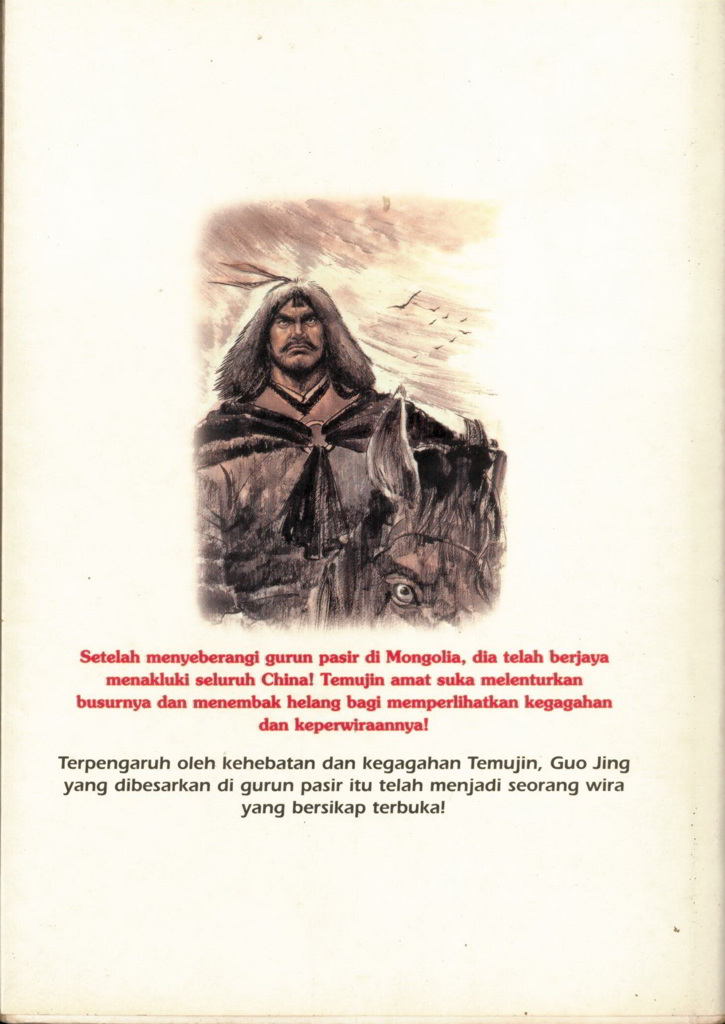 Setelah menyeberangi gurun pasir di Mongolia, dia telah berjaya
menakluki seluruh China! Temujin amat suka melenturkan
busurnya dan menembak helang bagi memperlihatkan kegagahan
dan keperwiraannya!
Terpengaruh oleh kehebatan dan kegagahan Temujin, Guo Jing
yang dibesarkan di gurun pasir itu telah menjadi seorang wira
yang bersikap terbuka!